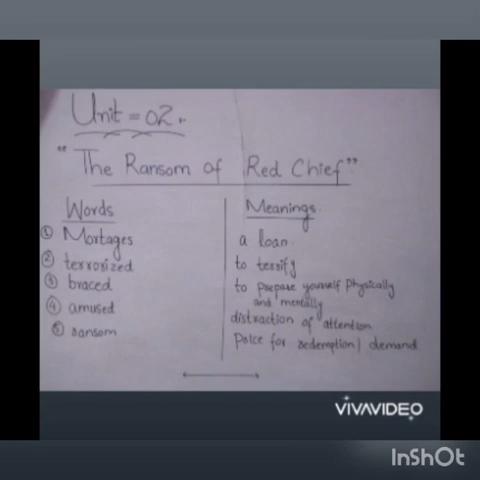 Unit = 02.
"The Ransom of Red Chief"
Words Meanings
① Mortages a loan.
② terrorized to terrify
③ braced to prepare yourself Physically and mentally
④ amused distraction of attention
⑤ ransom Price for redemption/demand
VIVAVIDEO
InShOt